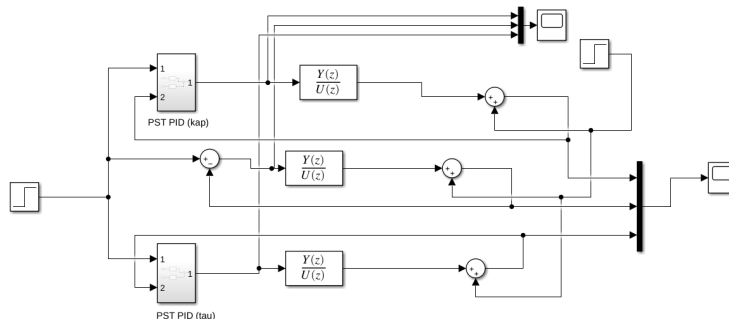 1
2
1
PST PID (kap)
Y(z)
U(z)
+
+
+
−
Y(z)
U(z)
+
+
1
2
1
PST PID (tau)
Y(z)
U(z)
+
+